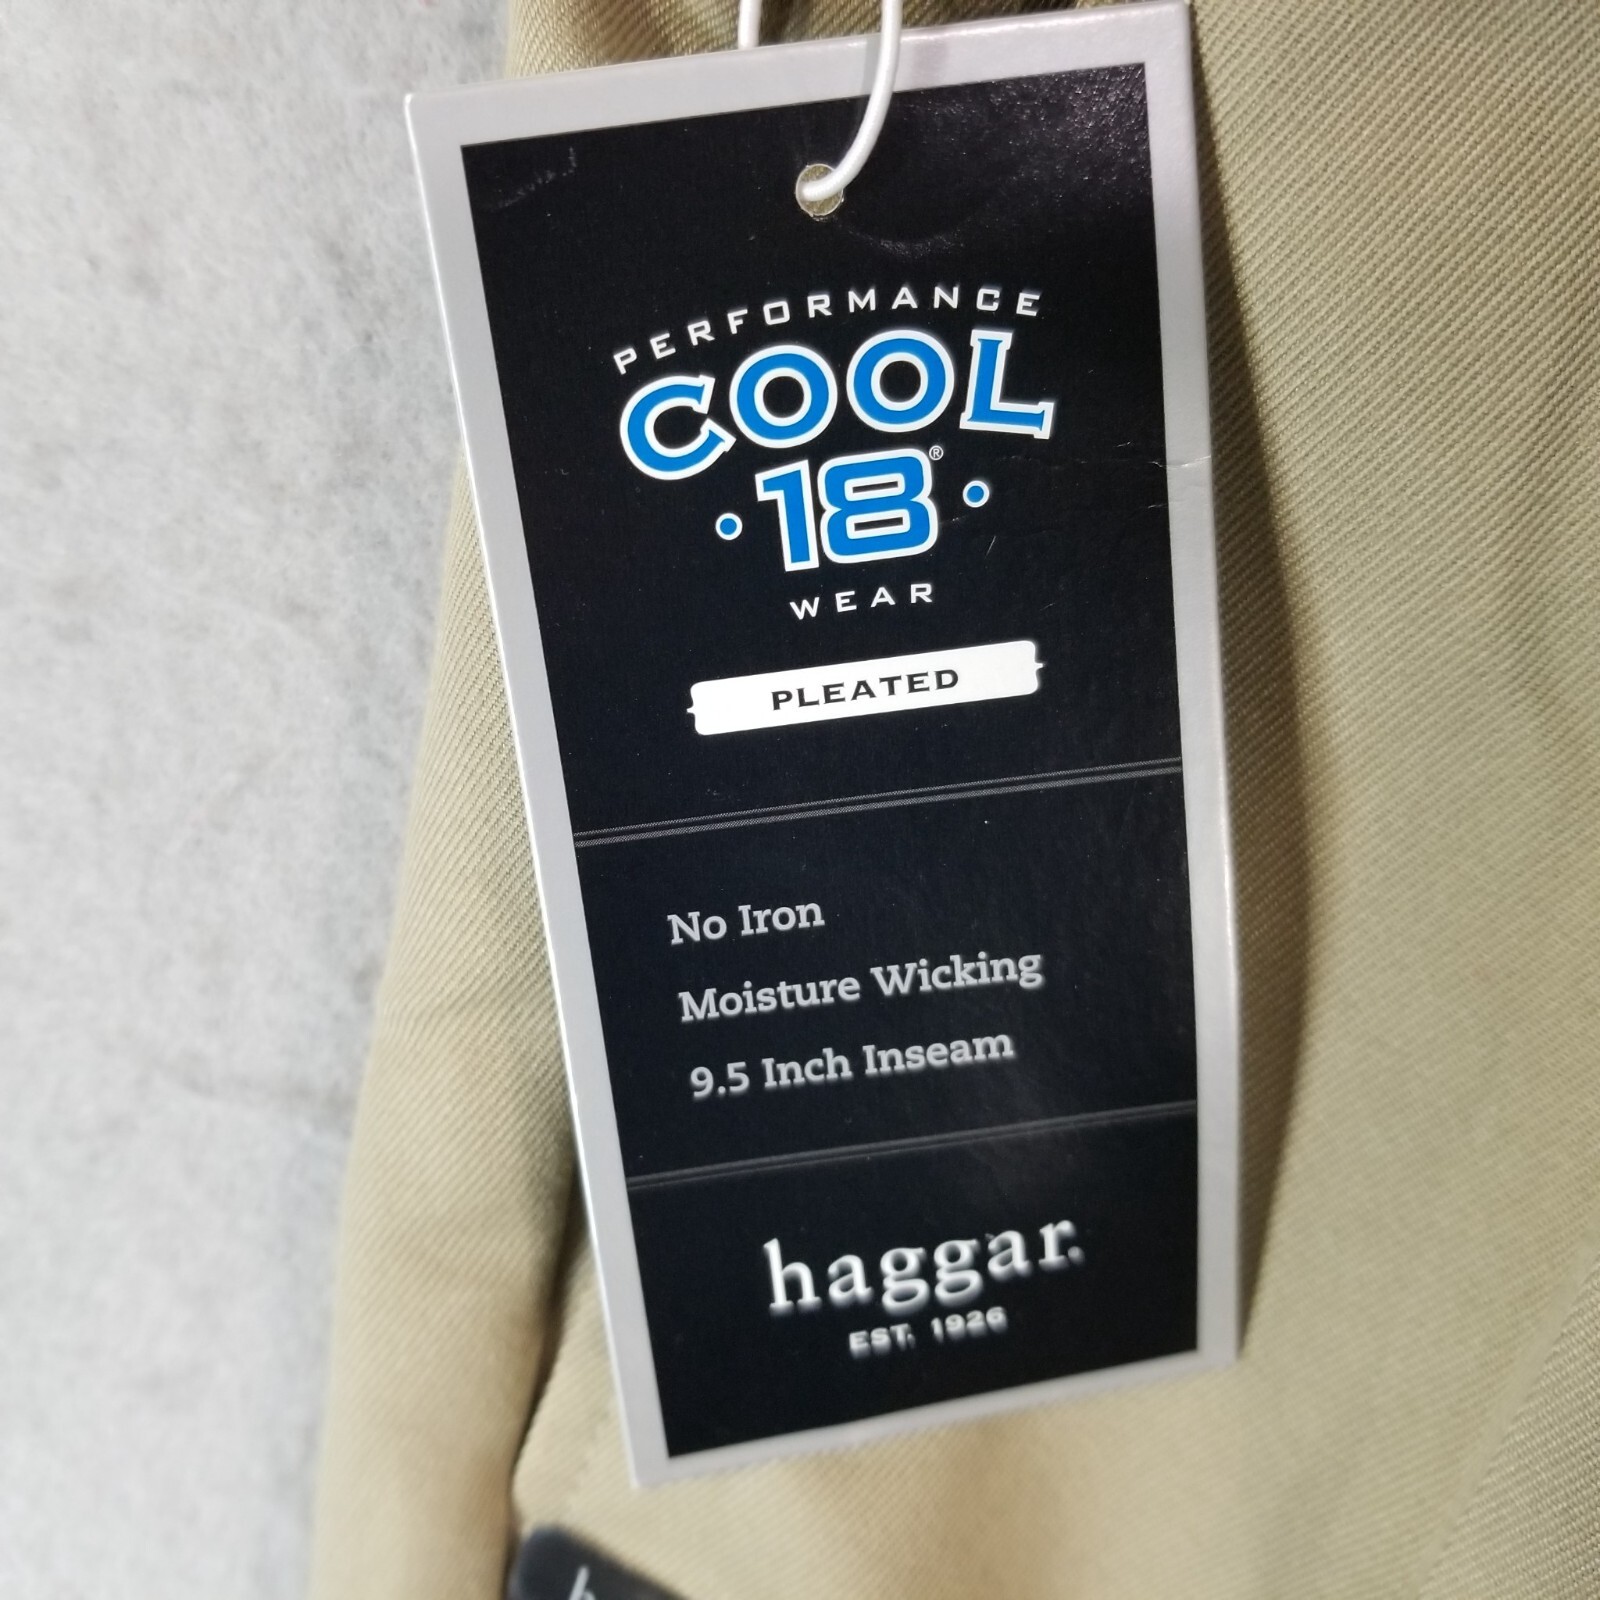 PERFORMANCE
COOL
• 18® •
WEAR
PLEATED
No Iron
Moisture Wicking
9.5 Inch Inseam
haggar.
EST. 1926